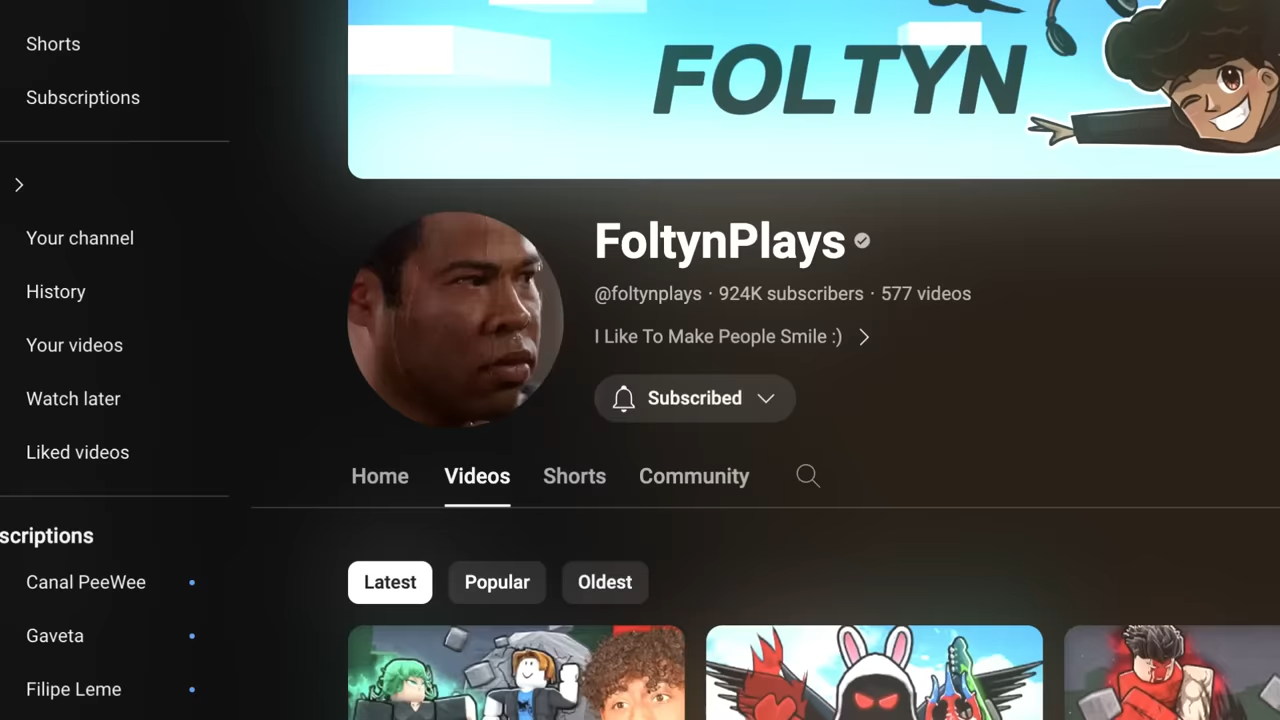 Shorts
Subscriptions
Your channel
History
Your videos
Watch later
Liked videos
scriptions
Canal PeeWee
Gaveta
Filipe Leme
FOLTYN
FoltynPlays
@foltynplays · 924K subscribers · 577 videos
I Like To Make People Smile :)
Subscribed
Home Videos Shorts Community
Latest Popular Oldest